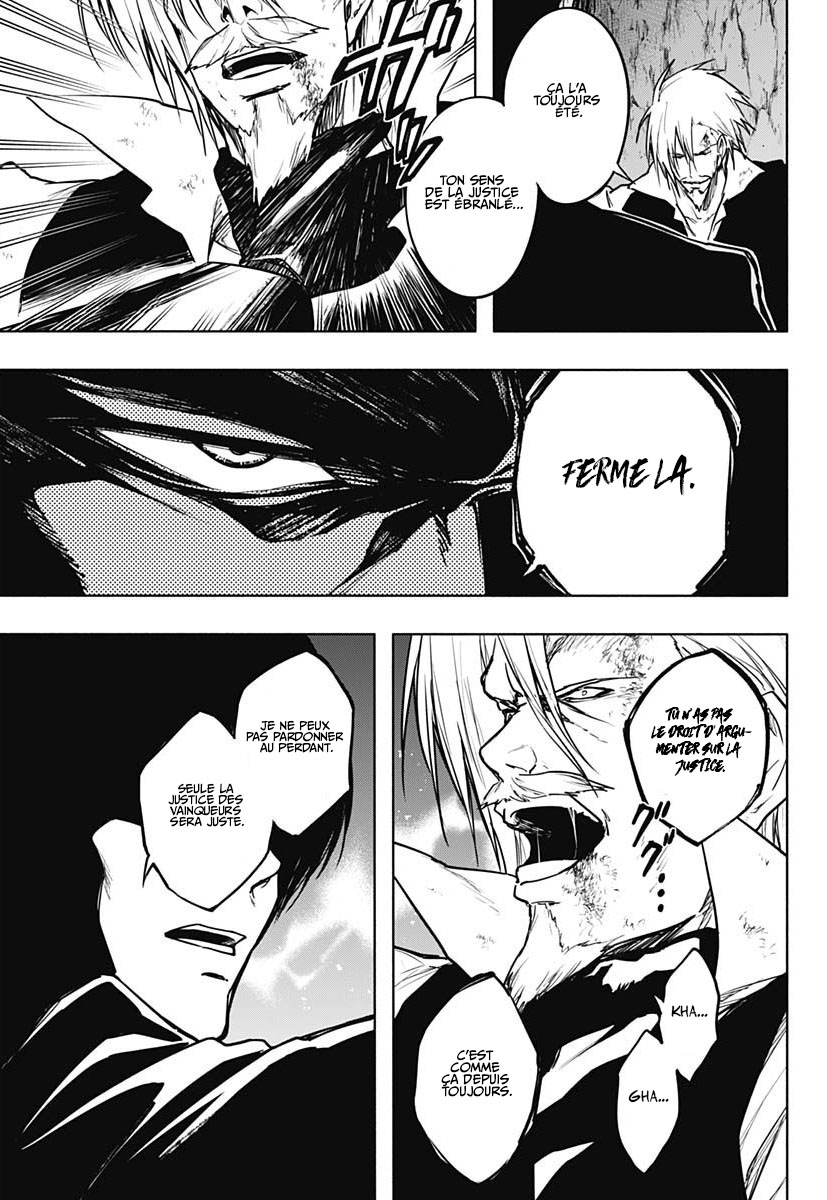 ÇA L'A
TOUJOURS
ÉTÉ.
TON SENS
DE LA JUSTICE
EST ÉBRANLÉ...
ガッ
FERME LA.
TU N'AS PAS
LE DROIT D'ARGU-
MENTER SUR LA
JUSTICE.
KHA...
GHA...
C'EST
COMME
ÇA DEPUIS
TOUJOURS.
JE NE PEUX
PAS PARDONNER
AU PERDANT.
SEULE LA
JUSTICE DES
VAINQUEURS
SERA JUSTE.